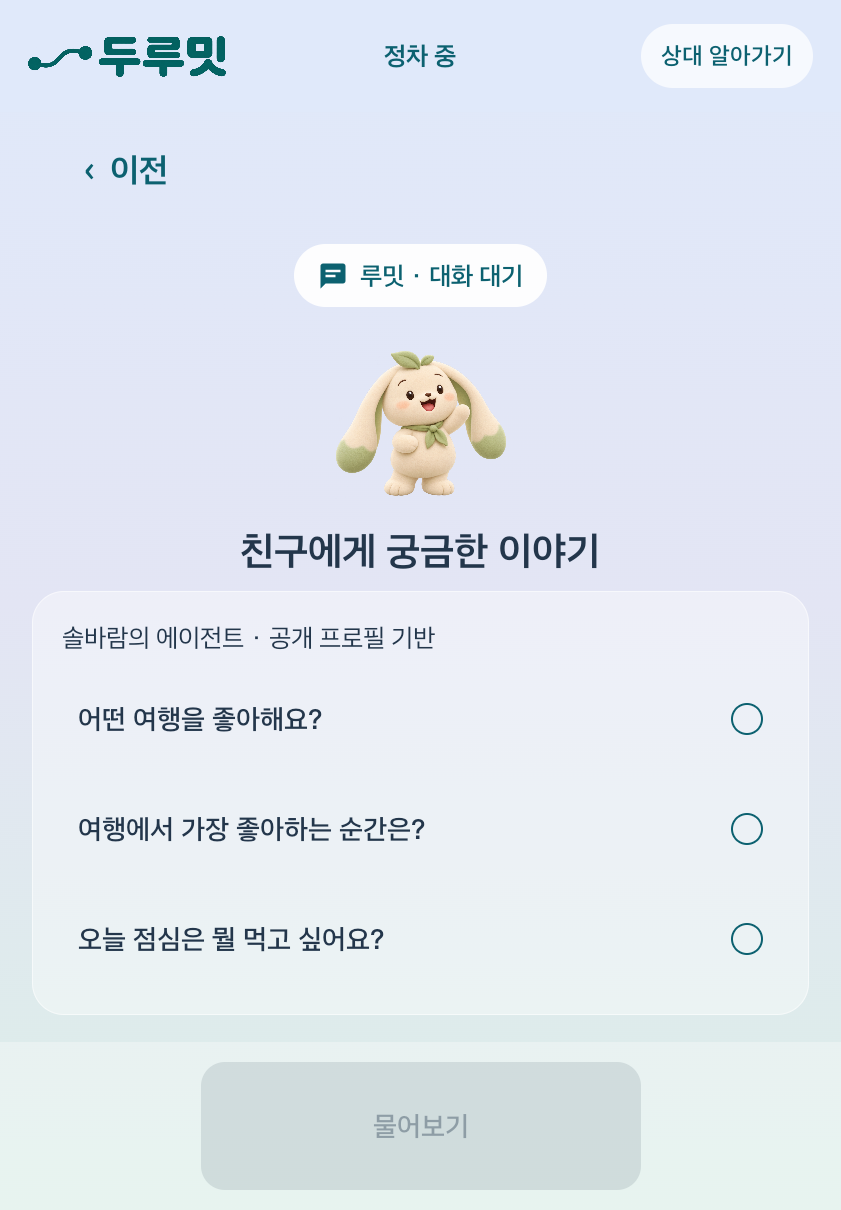 두루밋
정차 중
상대 알아가기
‹ 이전
루밋 · 대화 대기
친구에게 궁금한 이야기
솔바람의 에이전트 · 공개 프로필 기반
어떤 여행을 좋아해요?
여행에서 가장 좋아하는 순간은?
오늘 점심은 뭘 먹고 싶어요?
물어보기